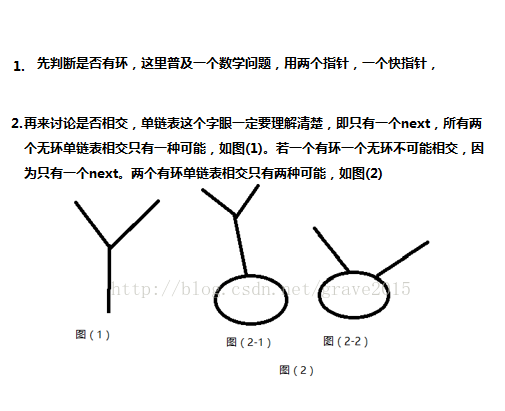 1. 先判断是否有环，这里普及一个数学问题，用两个指针，一个快指针，
2.再来讨论是否相交，单链表这个字眼一定要理解清楚，即只有一个next，所有两
个无环单链表相交只有一种可能，如图(1)。若一个有环一个无环不可能相交，因
为只有一个next。两个有环单链表相交只有两种可能，如图(2)
http://blog.csdn.net/grave2015
图（1）
图（2-1）
图（2-2）
图（2）